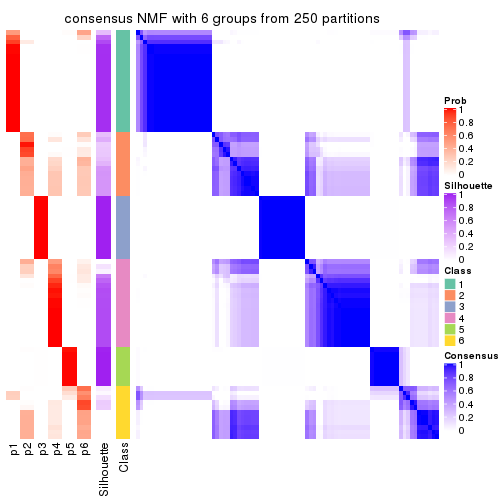 consensus NMF with 6 groups from 250 partitions
Prob
1
0.8
0.6
0.4
0.2
0
Silhouette
1
0.8
0.6
0.4
0.2
0
Class
1
2
3
4
5
6
Consensus
1
0.8
0.6
0.4
0.2
0
p1
p2
p3
p4
p5
p6
Silhouette
Class